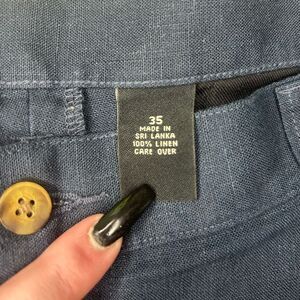 35
MADE IN
SRI LANKA
100% LINEN
CARE OVER